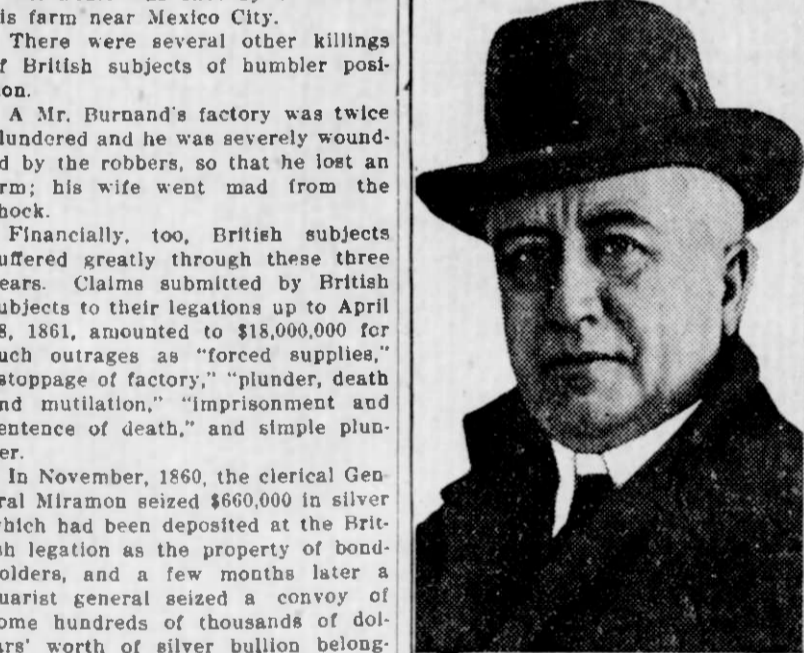 is farm near Mexico City.
There were several other killings
f British subjects of humbler posi-
on.
A Mr. Burnand's factory was twice
lundered and he was severely wound-
d by the robbers, so that he lost an
rm; his wife went mad from the
hock.
Financially, too, British subjects
uffered greatly through these three
ears. Claims submitted by British
ubjects to their legations up to April
8, 1861, amounted to $18,000,000 for
uch outrages as "forced supplies,"
stoppage of factory," "plunder, death
nd mutilation," "imprisonment and
entence of death," and simple plun-
er.
In November, 1860, the clerical Gen
ral Miramon seized $660,000 in silver
which had been deposited at the Brit-
sh legation as the property of bond-
olders, and a few months later a
uarist general seized a convoy of
ome hundreds of thousands of dol-
ars' worth of silver bullion belong-